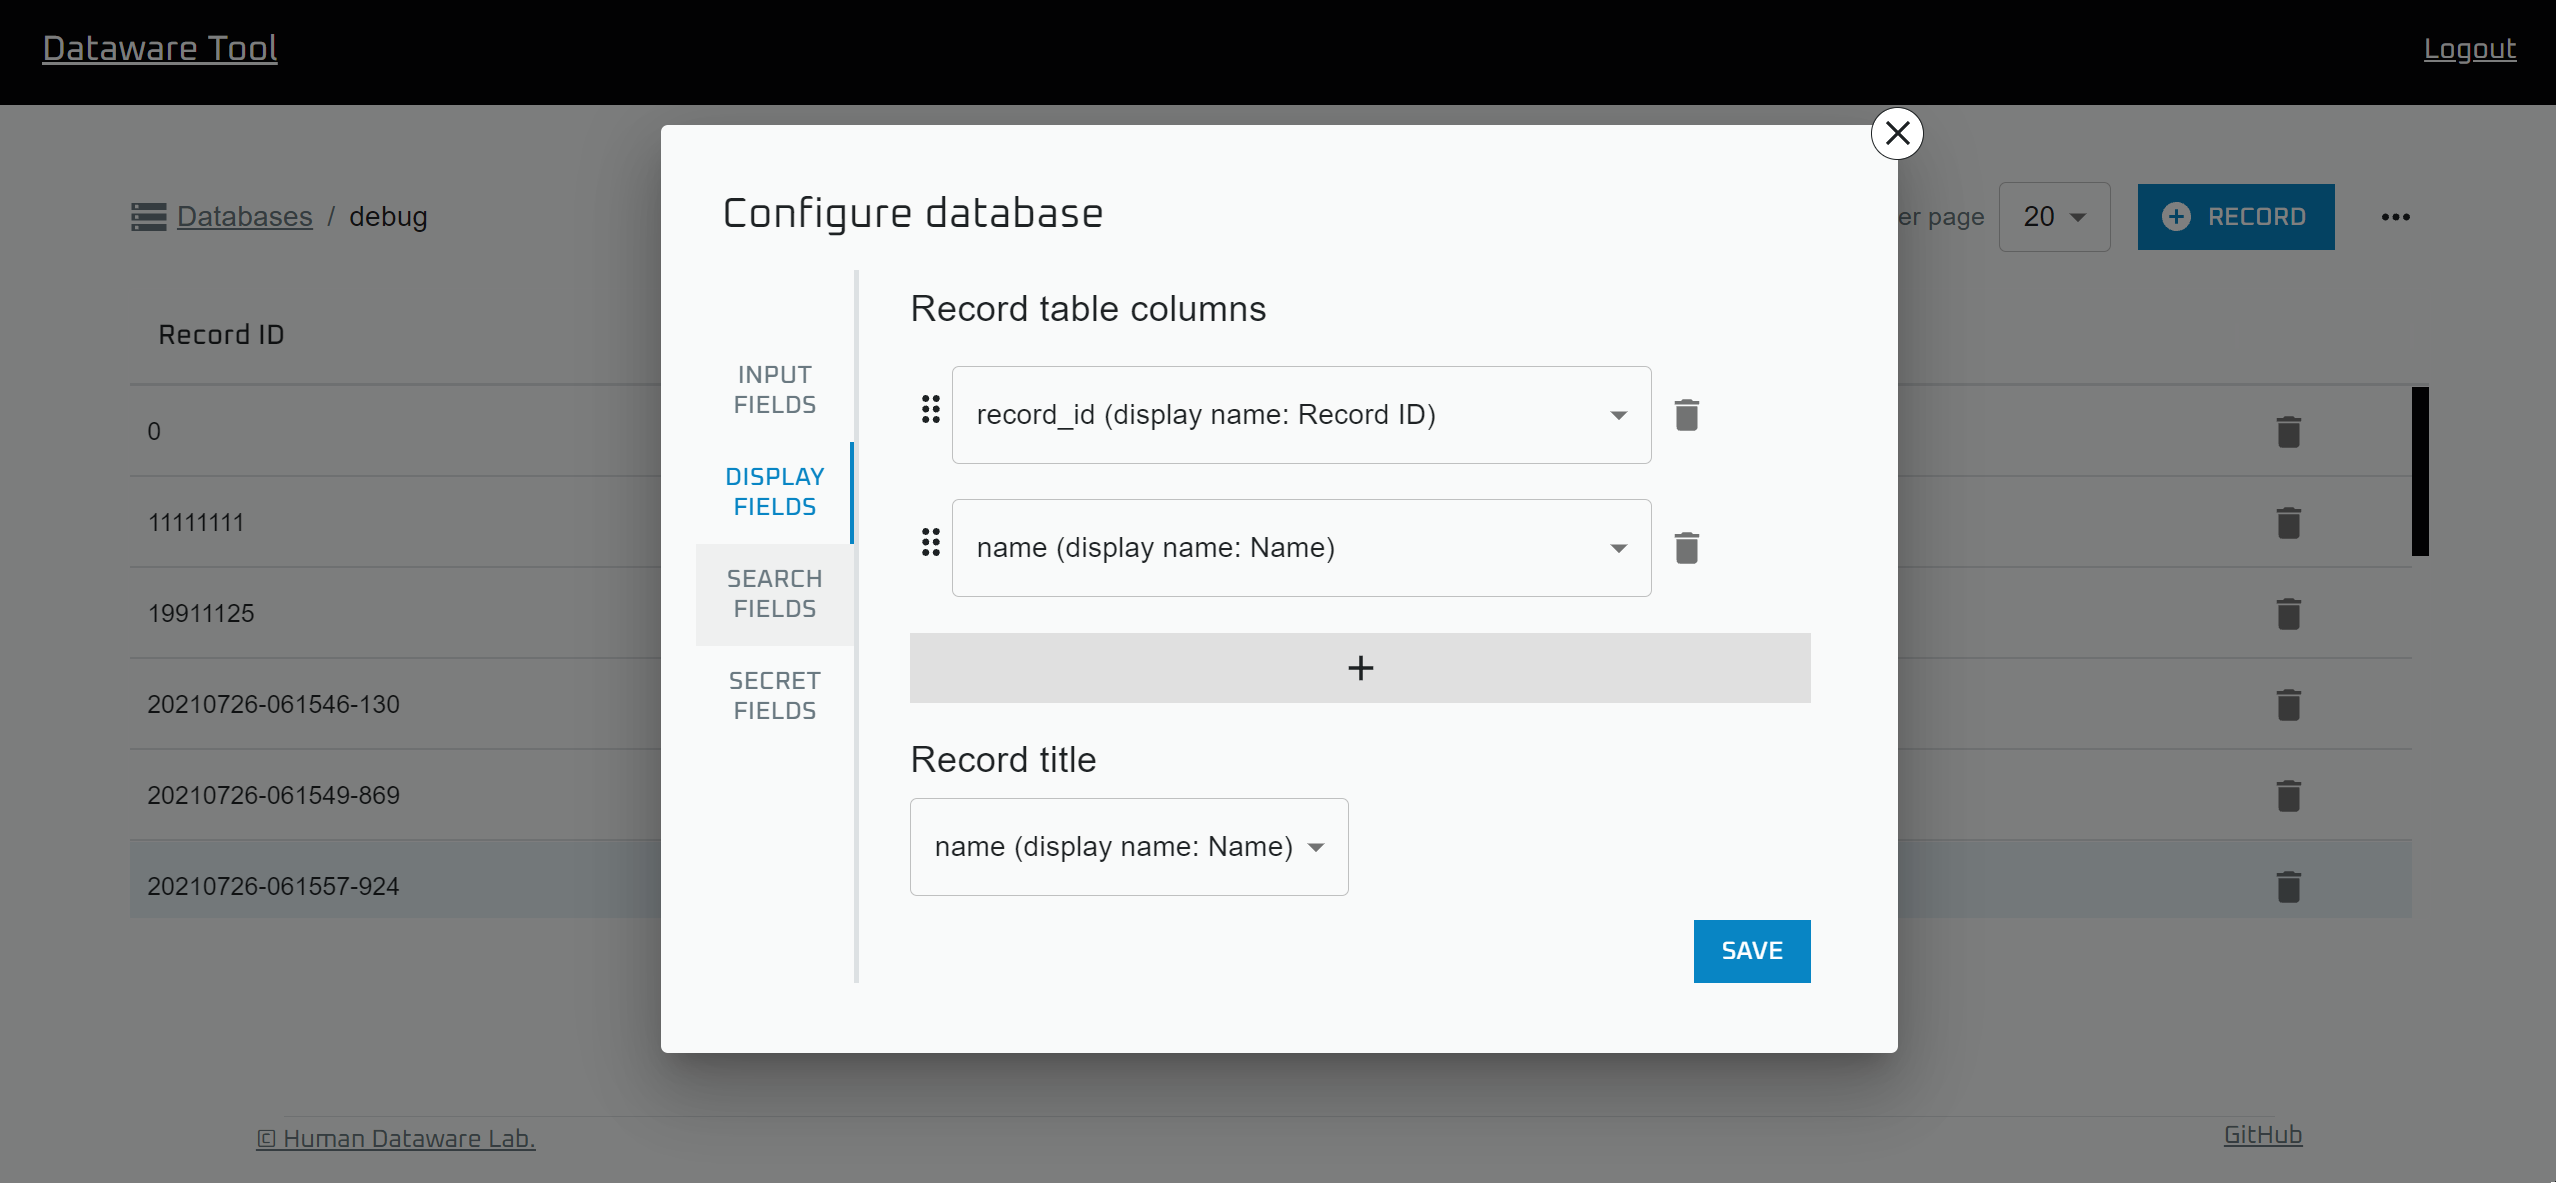 Dataware Tool
Logout
Databases / debug
er page
20
RECORD
Record ID
0
11111111
19911125
20210726-061546-130
20210726-061549-869
20210726-061557-924
Configure database
INPUT
FIELDS
DISPLAY
FIELDS
SEARCH
FIELDS
SECRET
FIELDS
Record table columns
record_id (display name: Record ID)
name (display name: Name)
Record title
name (display name: Name)
SAVE
© Human Dataware Lab.
GitHub